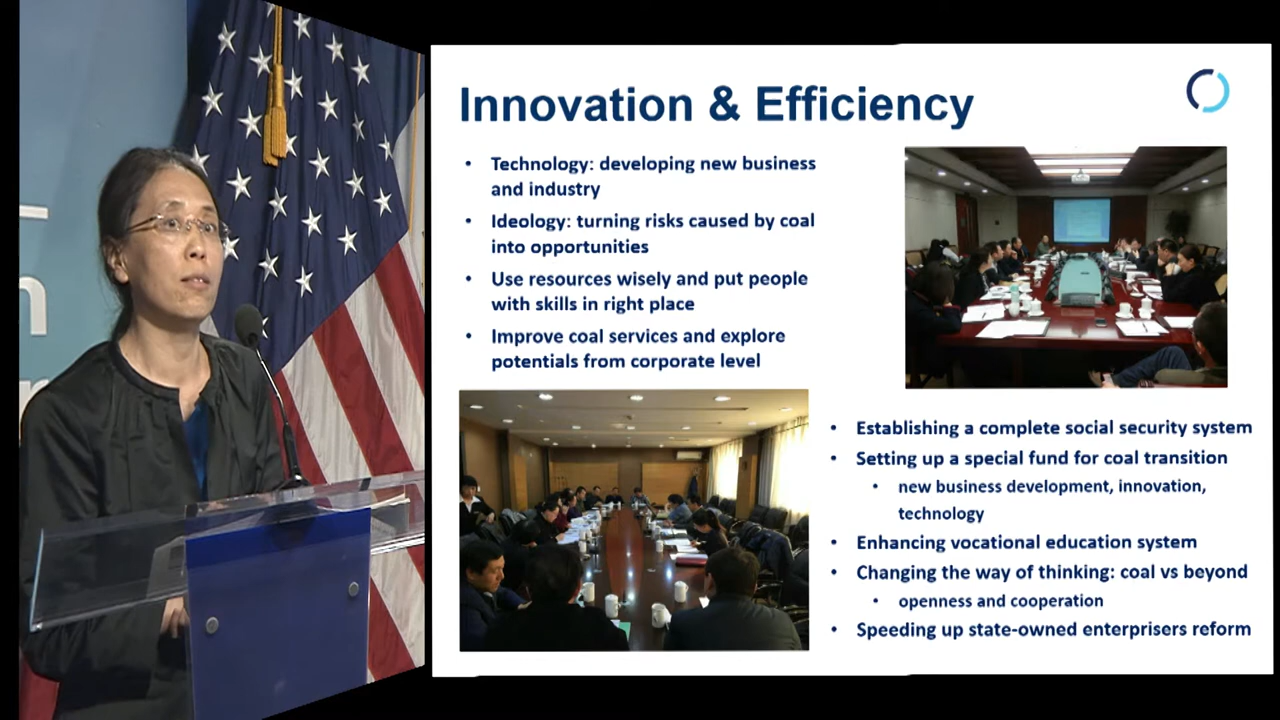 Innovation & Efficiency
• Technology: developing new business
and industry
• Ideology: turning risks caused by coal
into opportunities
• Use resources wisely and put people
with skills in right place
• Improve coal services and explore
potentials from corporate level
• Establishing a complete social security system
• Setting up a special fund for coal transition
• new business development, innovation,
technology
• Enhancing vocational education system
• Changing the way of thinking: coal vs beyond
• openness and cooperation
• Speeding up state-owned enterprisers reform